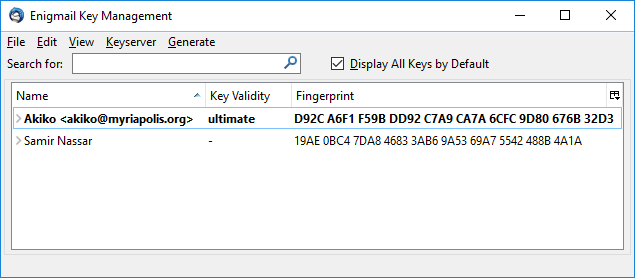 Enigmail Key Management
File Edit View Keyserver Generate
Search for: Display All Keys by Default
Name Key Validity Fingerprint
Akiko <akiko@myriapolis.org> ultimate D92C A6F1 F59B DD92 C7A9 CA7A 6CFC 9D80 676B 32D3
Samir Nassar - 19AE 0BC4 7DA8 4683 3AB6 9A53 69A7 5542 488B 4A1A